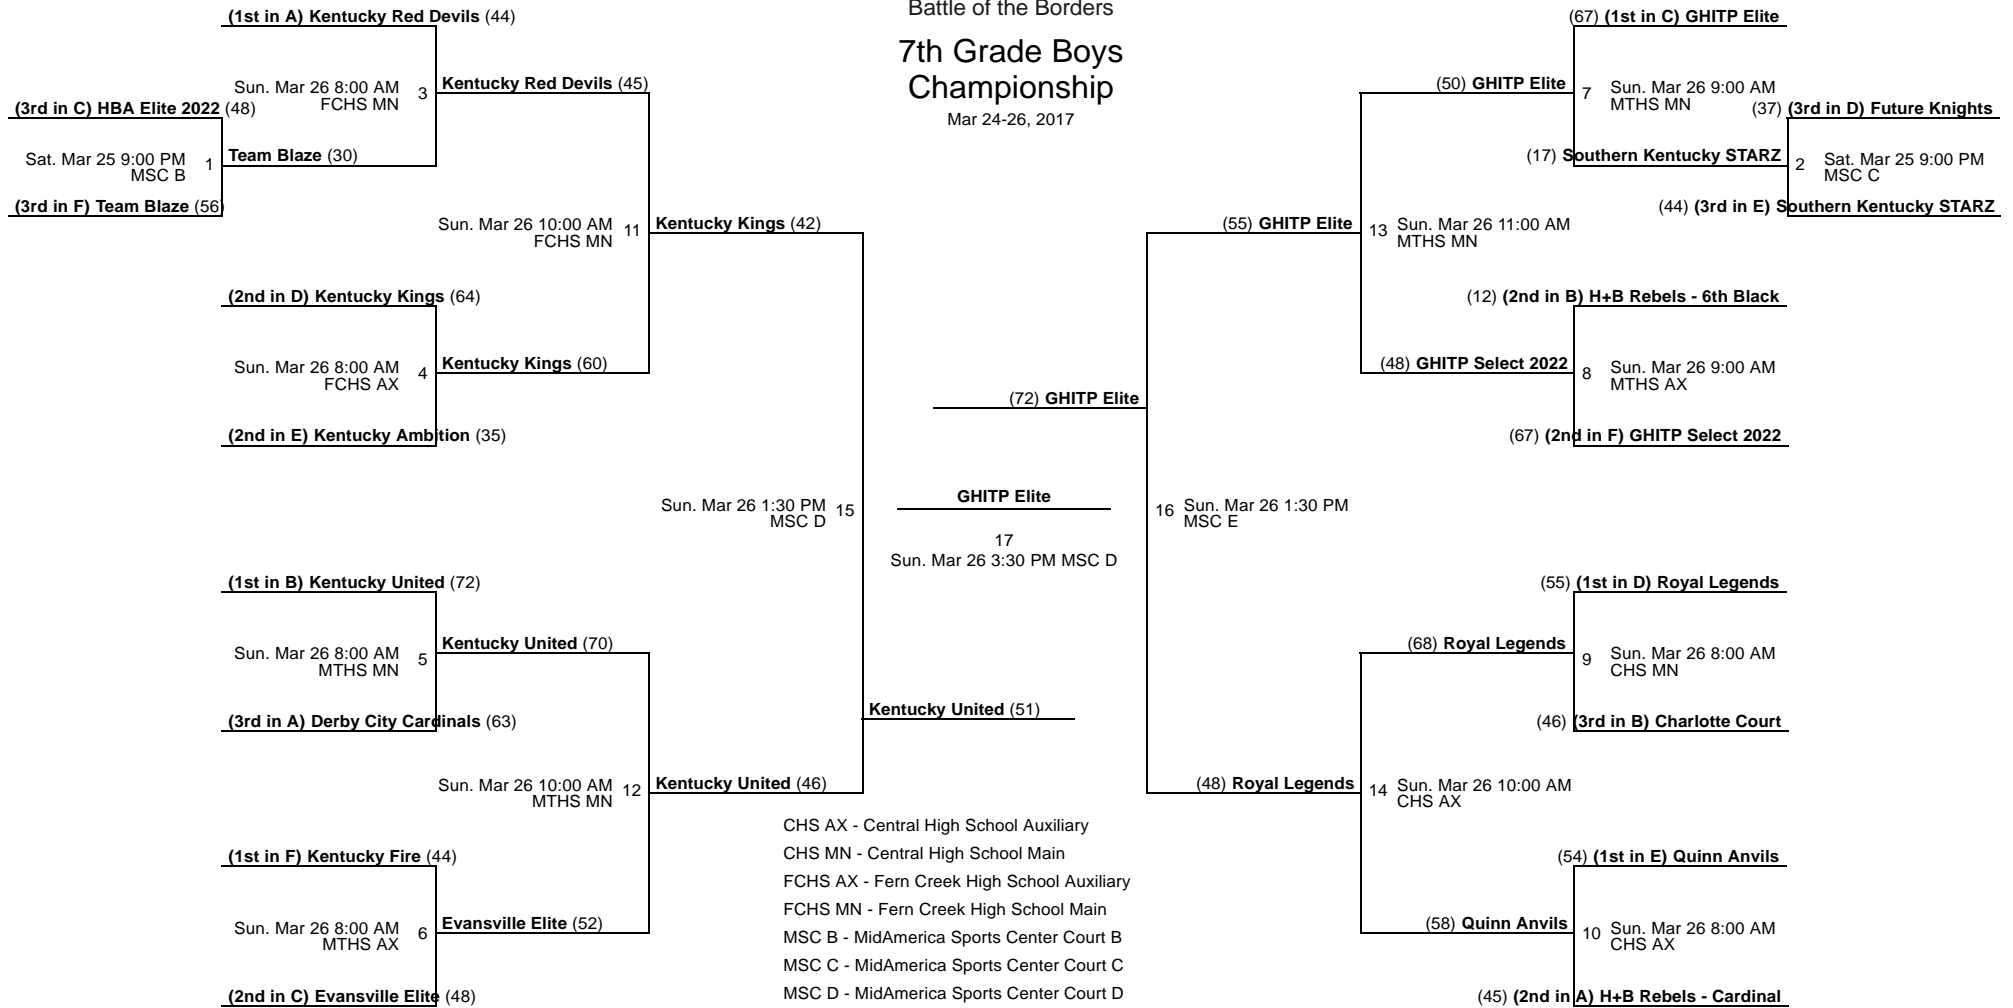 Battle of the Borders
7th Grade Boys
Championship
Mar 24-26, 2017
(1st in A) Kentucky Red Devils (44)
Sun. Mar 26 8:00 AM
FCHS MN
3
Kentucky Red Devils (45)
(3rd in C) HBA Elite 2022 (48)
Sat. Mar 25 9:00 PM
MSC B
1
Team Blaze (30)
(3rd in F) Team Blaze (56)
Sun. Mar 26 10:00 AM
FCHS MN
11
Kentucky Kings (42)
(2nd in D) Kentucky Kings (64)
Sun. Mar 26 8:00 AM
FCHS AX
4
Kentucky Kings (60)
(2nd in E) Kentucky Ambition (35)
Sun. Mar 26 1:30 PM
MSC D
15
(1st in B) Kentucky United (72)
Sun. Mar 26 8:00 AM
MTHS MN
5
Kentucky United (70)
(3rd in A) Derby City Cardinals (63)
Kentucky United (51)
Sun. Mar 26 10:00 AM
MTHS MN
12
Kentucky United (46)
(1st in F) Kentucky Fire (44)
Sun. Mar 26 8:00 AM
MTHS AX
6
Evansville Elite (52)
(2nd in C) Evansville Elite (48)
(72) GHITP Elite
GHITP Elite
17
Sun. Mar 26 3:30 PM MSC D
(67) (1st in C) GHITP Elite
(50) GHITP Elite
7
Sun. Mar 26 9:00 AM
MTHS MN
(37) (3rd in D) Future Knights
(17) Southern Kentucky STARZ
2
Sat. Mar 25 9:00 PM
MSC C
(44) (3rd in E) Southern Kentucky STARZ
(55) GHITP Elite
13
Sun. Mar 26 11:00 AM
MTHS MN
(12) (2nd in B) H+B Rebels - 6th Black
(48) GHITP Select 2022
8
Sun. Mar 26 9:00 AM
MTHS AX
(67) (2nd in F) GHITP Select 2022
16
Sun. Mar 26 1:30 PM
MSC E
(55) (1st in D) Royal Legends
(68) Royal Legends
9
Sun. Mar 26 8:00 AM
CHS MN
(46) (3rd in B) Charlotte Court
(48) Royal Legends
14
Sun. Mar 26 10:00 AM
CHS AX
(54) (1st in E) Quinn Anvils
(58) Quinn Anvils
10
Sun. Mar 26 8:00 AM
CHS AX
(45) (2nd in A) H+B Rebels - Cardinal
CHS AX - Central High School Auxiliary
CHS MN - Central High School Main
FCHS AX - Fern Creek High School Auxiliary
FCHS MN - Fern Creek High School Main
MSC B - MidAmerica Sports Center Court B
MSC C - MidAmerica Sports Center Court C
MSC D - MidAmerica Sports Center Court D